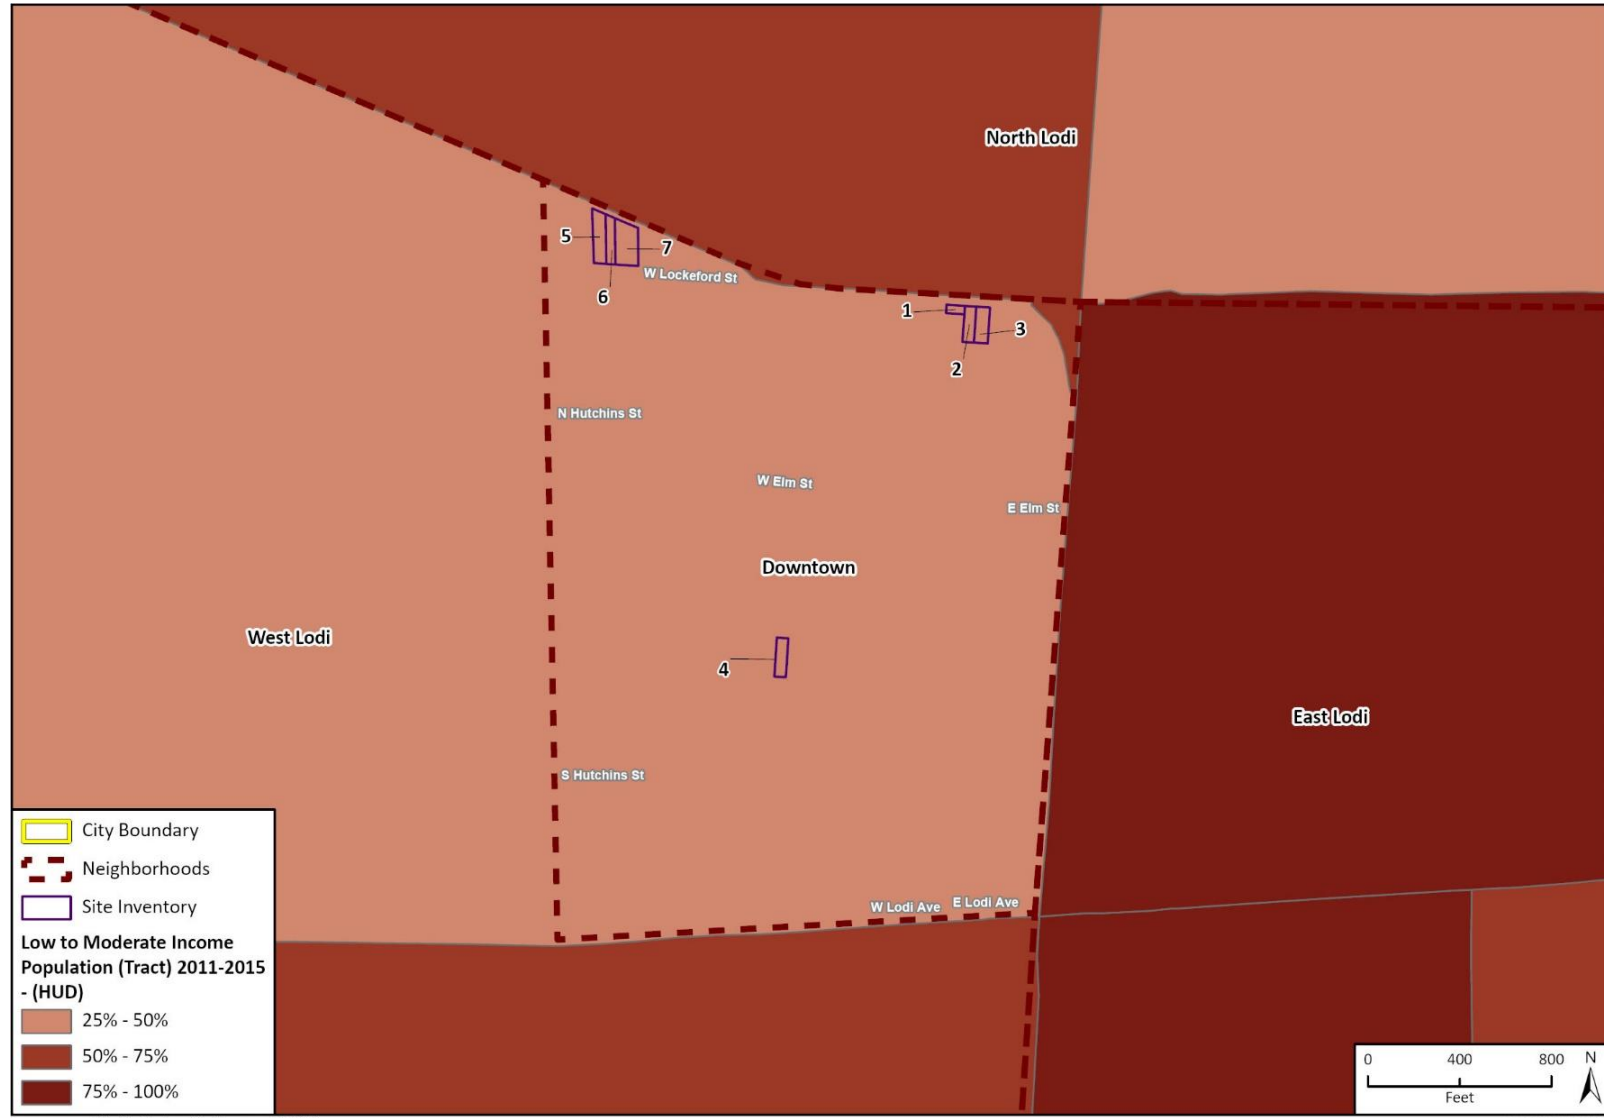 North Lodi
5
7
W Lockeford St
6
1
3
2
N Hutchins St
W Elm St
E Elm St
Downtown
West Lodi
4
East Lodi
S Hutchins St
W Lodi Ave
E Lodi Ave
City Boundary
Neighborhoods
Site Inventory
Low to Moderate Income
Population (Tract) 2011-2015
- (HUD)
25% - 50%
50% - 75%
75% - 100%
0 400 800
Feet
N